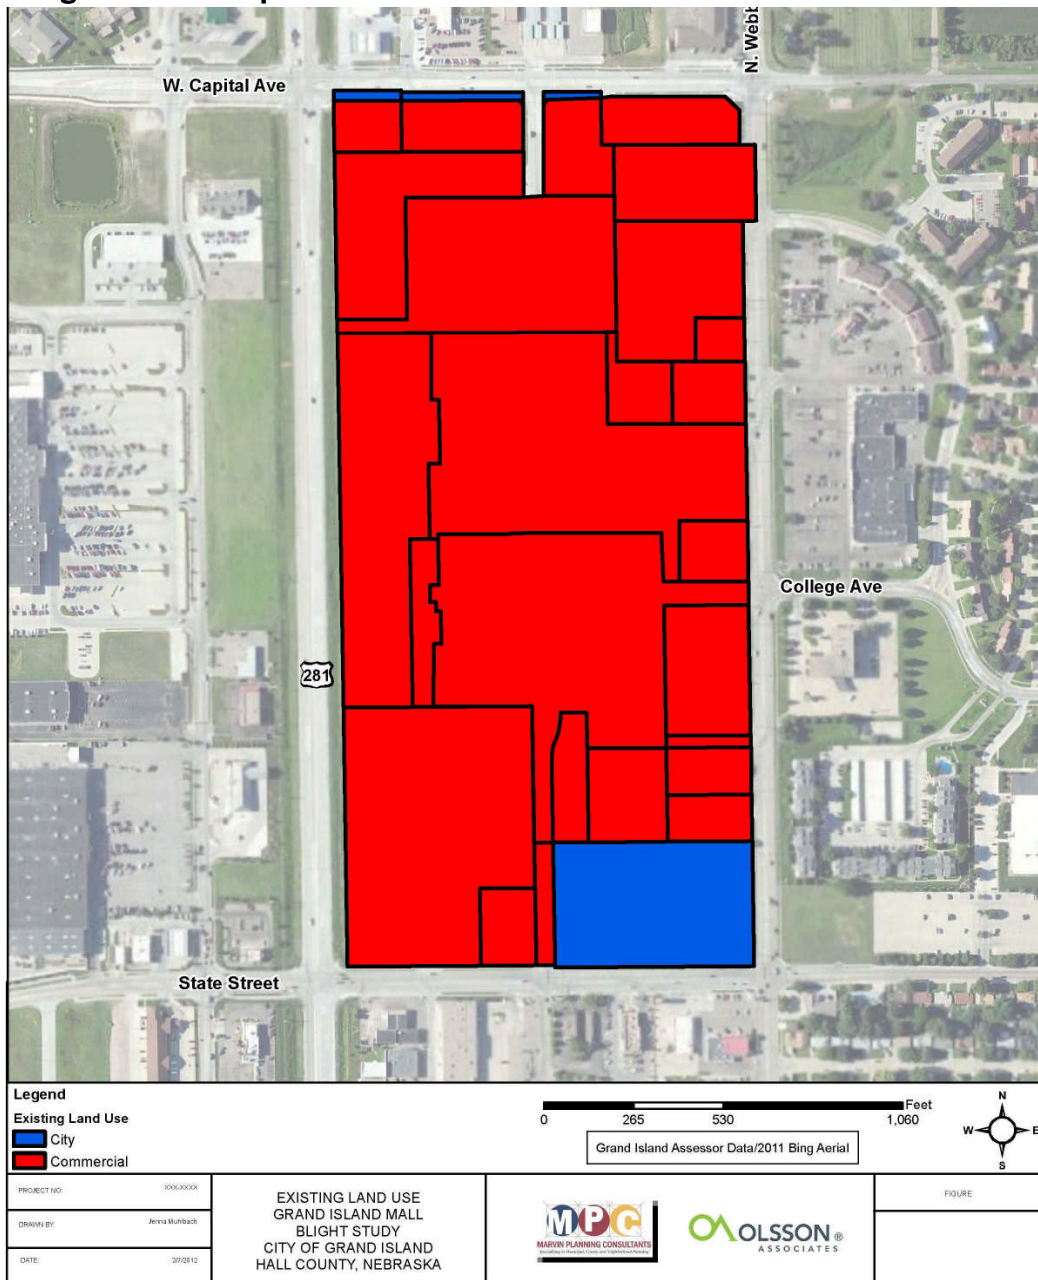 N. Webb
W. Capital Ave
College Ave
281
State Street
Legend
Existing Land Use
City
Commercial
0 265 530 1,060 Feet
Grand Island Assessor Data/2011 Bing Aerial
N
W E
S
PROJECT NO: XXX-XXXX
DRAWN BY: Jenna Muhlbach
DATE: 3/7/2012
EXISTING LAND USE
GRAND ISLAND MALL
BLIGHT STUDY
CITY OF GRAND ISLAND
HALL COUNTY, NEBRASKA
MPC
MARVIN PLANNING CONSULTANTS
OLSSON ®
ASSOCIATES
FIGURE